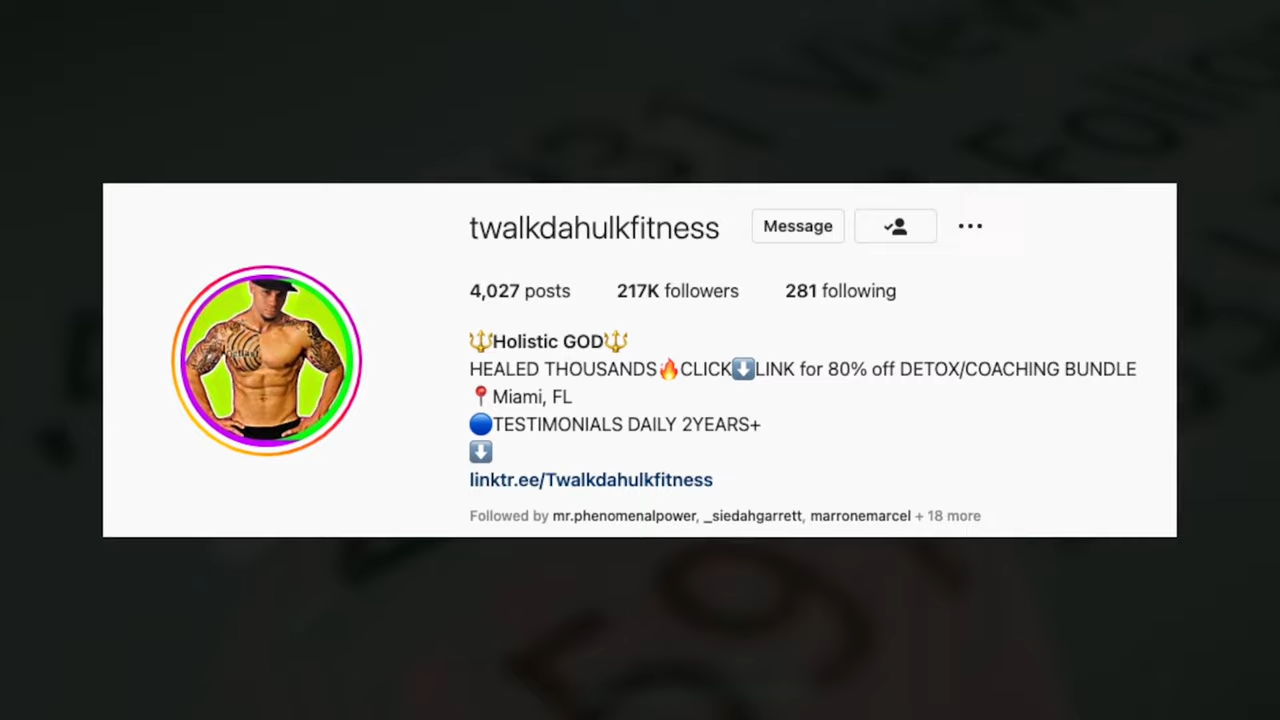 twalkdahulkfitness Message
4,027 posts 217K followers 281 following
🔱Holistic GOD🔱
HEALED THOUSANDS🔥CLICK⬇️LINK for 80% off DETOX/COACHING BUNDLE
📍Miami, FL
🔵TESTIMONIALS DAILY 2YEARS+
⬇️
linktr.ee/Twalkdahulkfitness
Followed by mr.phenomenalpower, _siedahgarrett, marronemarcel + 18 more